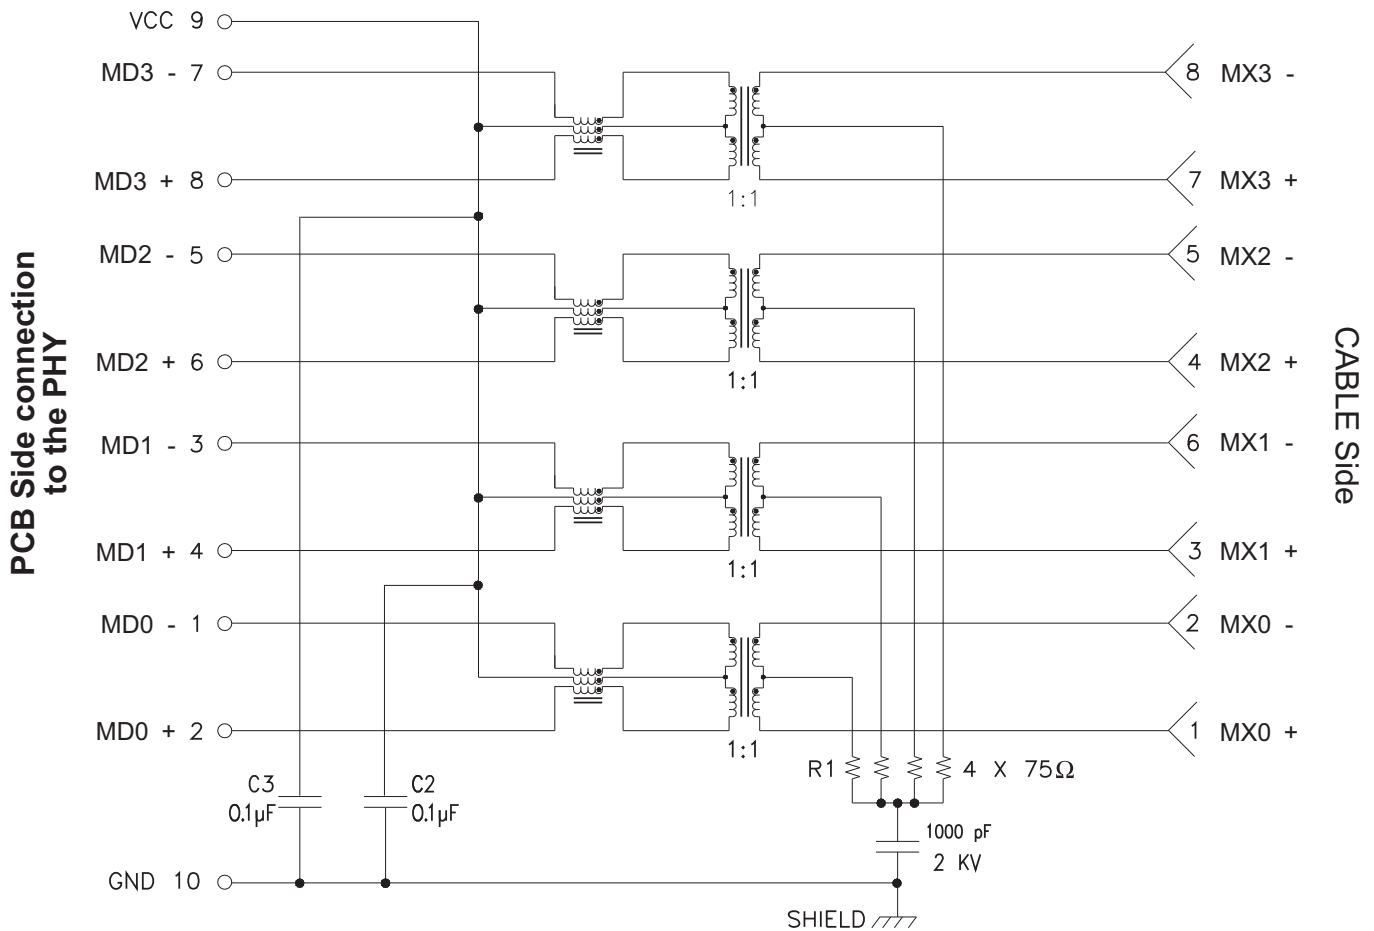 VCC 9
MD3 - 7
8 MX3 -
MD3 + 8
7 MX3 +
1:1
MD2 - 5
5 MX2 -
MD2 + 6
4 MX2 +
1:1
PCB Side connection
to the PHY
CABLE Side
MD1 - 3
6 MX1 -
MD1 + 4
3 MX1 +
1:1
MD0 - 1
2 MX0 -
MD0 + 2
1 MX0 +
1:1
R1 4 X 75Ω
C3
0.1µF
C2
0.1µF
1000 pF
2 KV
GND 10
SHIELD